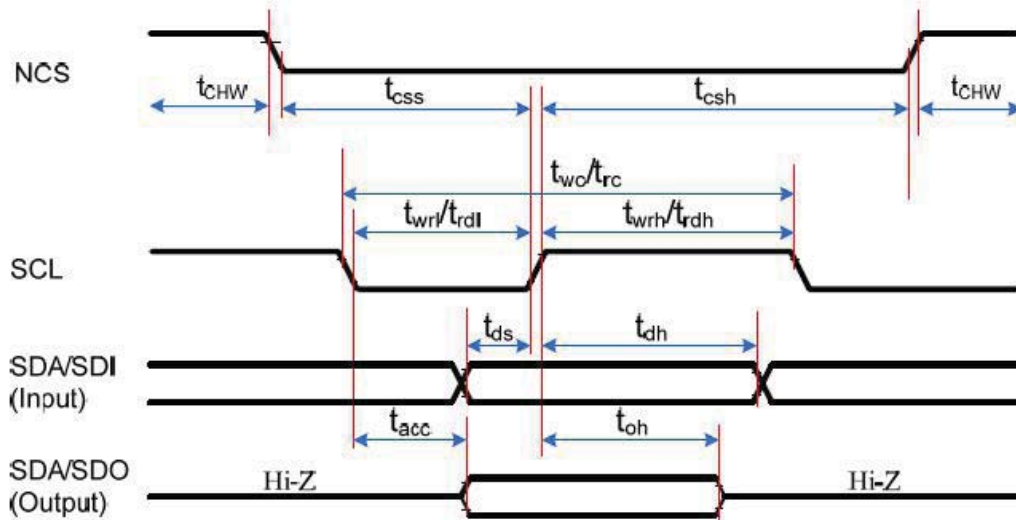 NCS
tCHW
tcss
tcsh
tCHW
twc/trc
twrl/trdl
twrh/trdh
SCL
tds
tdh
SDA/SDI
(Input)
tacc
toh
SDA/SDO
(Output)
Hi-Z
Hi-Z